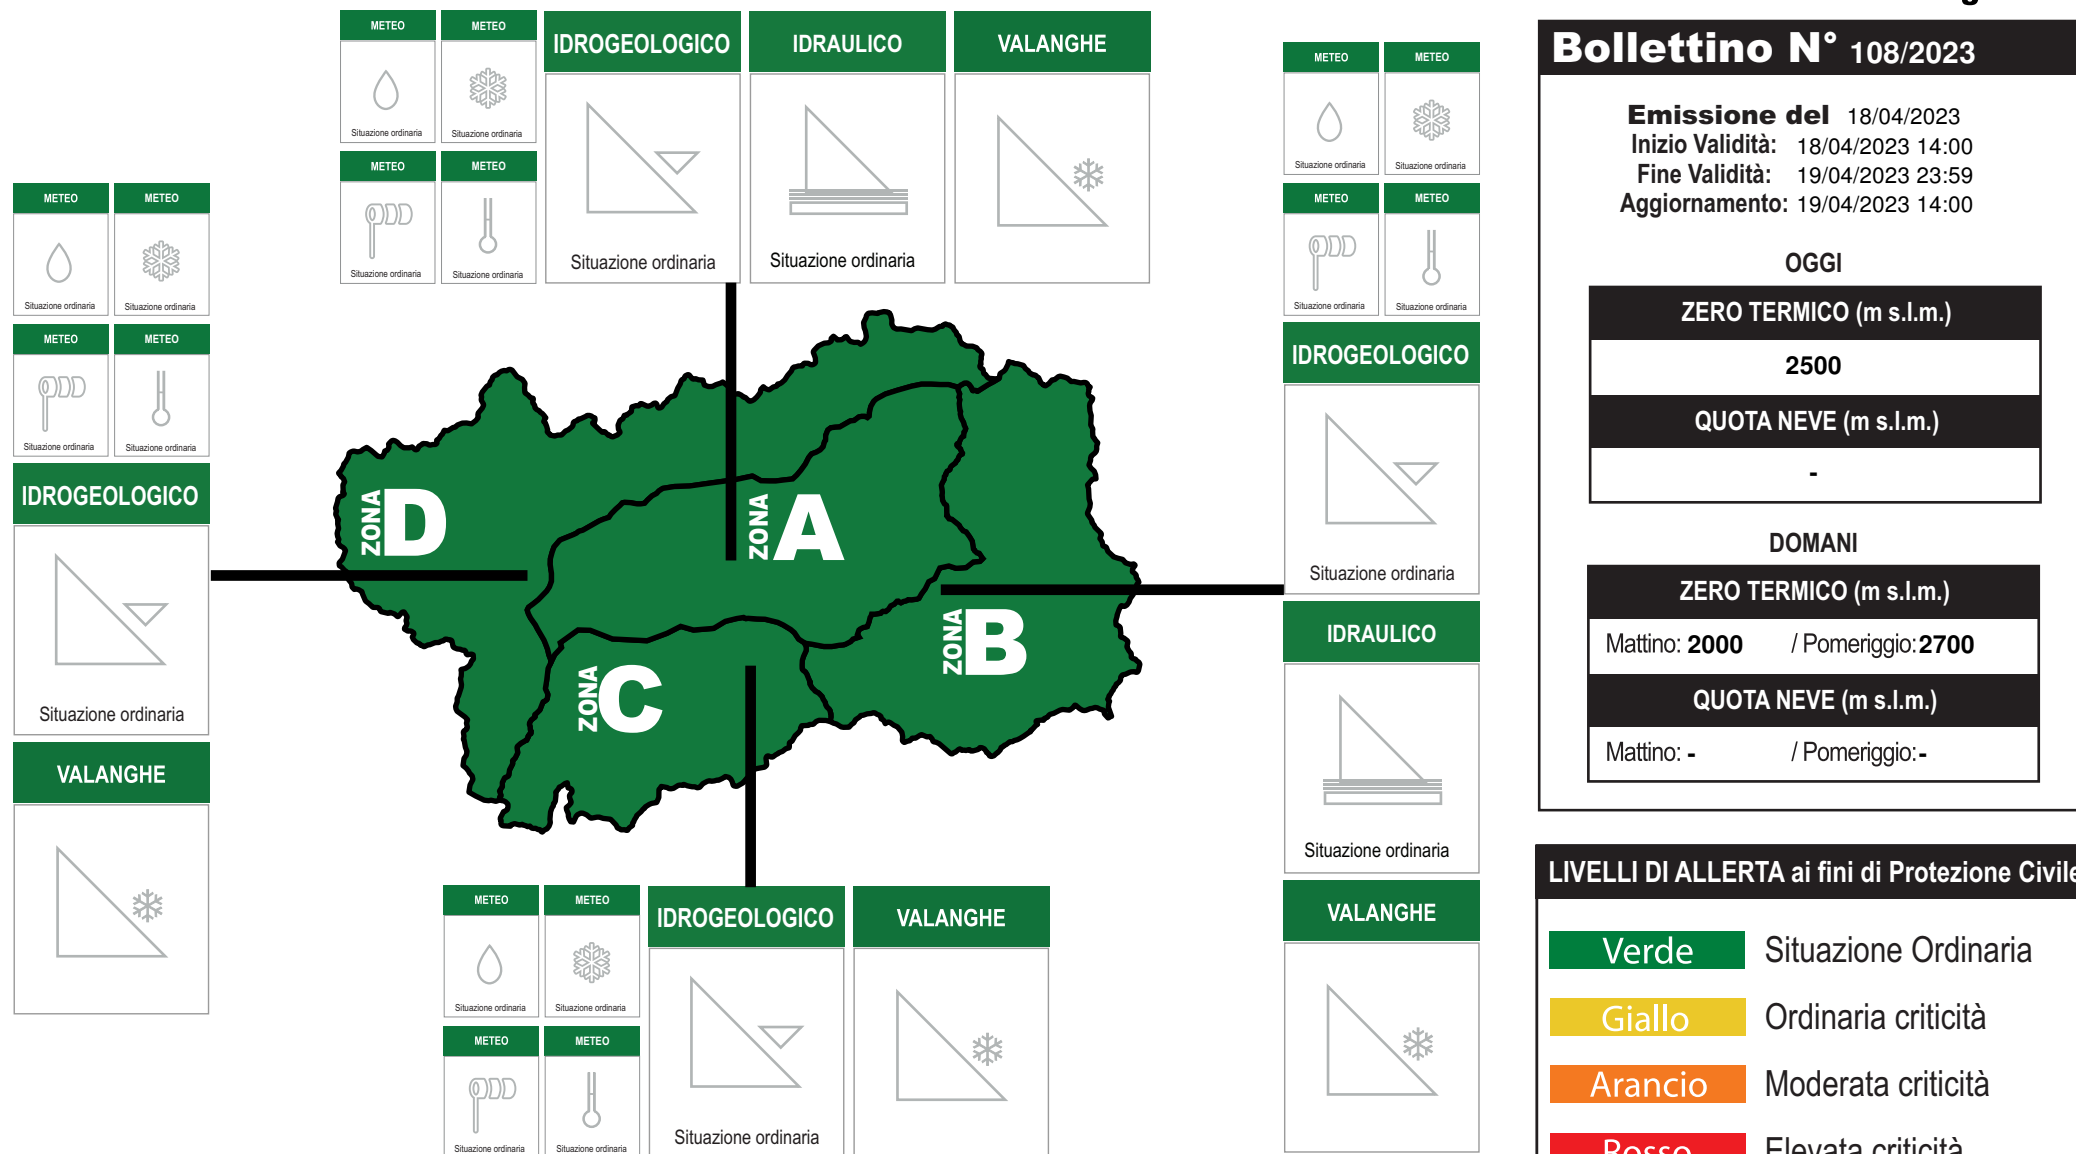 METEO
METEO
Situazione ordinaria
Situazione ordinaria
METEO
METEO
Situazione ordinaria
Situazione ordinaria
IDROGEOLOGICO
Situazione ordinaria
IDRAULICO
Situazione ordinaria
VALANGHE
METEO
METEO
Situazione ordinaria
Situazione ordinaria
METEO
METEO
Situazione ordinaria
Situazione ordinaria
IDROGEOLOGICO
Situazione ordinaria
VALANGHE
ZONA D
ZONA A
ZONA B
ZONA C
METEO
METEO
Situazione ordinaria
Situazione ordinaria
METEO
METEO
Situazione ordinaria
Situazione ordinaria
IDROGEOLOGICO
Situazione ordinaria
IDRAULICO
Situazione ordinaria
VALANGHE
METEO
METEO
Situazione ordinaria
Situazione ordinaria
METEO
METEO
Situazione ordinaria
Situazione ordinaria
IDROGEOLOGICO
Situazione ordinaria
VALANGHE
Bollettino N° 108/2023
Emissione del 18/04/2023
Inizio Validità: 18/04/2023 14:00
Fine Validità: 19/04/2023 23:59
Aggiornamento: 19/04/2023 14:00
OGGI
ZERO TERMICO (m s.l.m.)
2500
QUOTA NEVE (m s.l.m.)
-
DOMANI
ZERO TERMICO (m s.l.m.)
Mattino: 2000 / Pomeriggio: 2700
QUOTA NEVE (m s.l.m.)
Mattino: - / Pomeriggio: -
LIVELLI DI ALLERTA ai fini di Protezione Civile
Verde Situazione Ordinaria
Giallo Ordinaria criticità
Arancio Moderata criticità
Rosso Elevata criticità